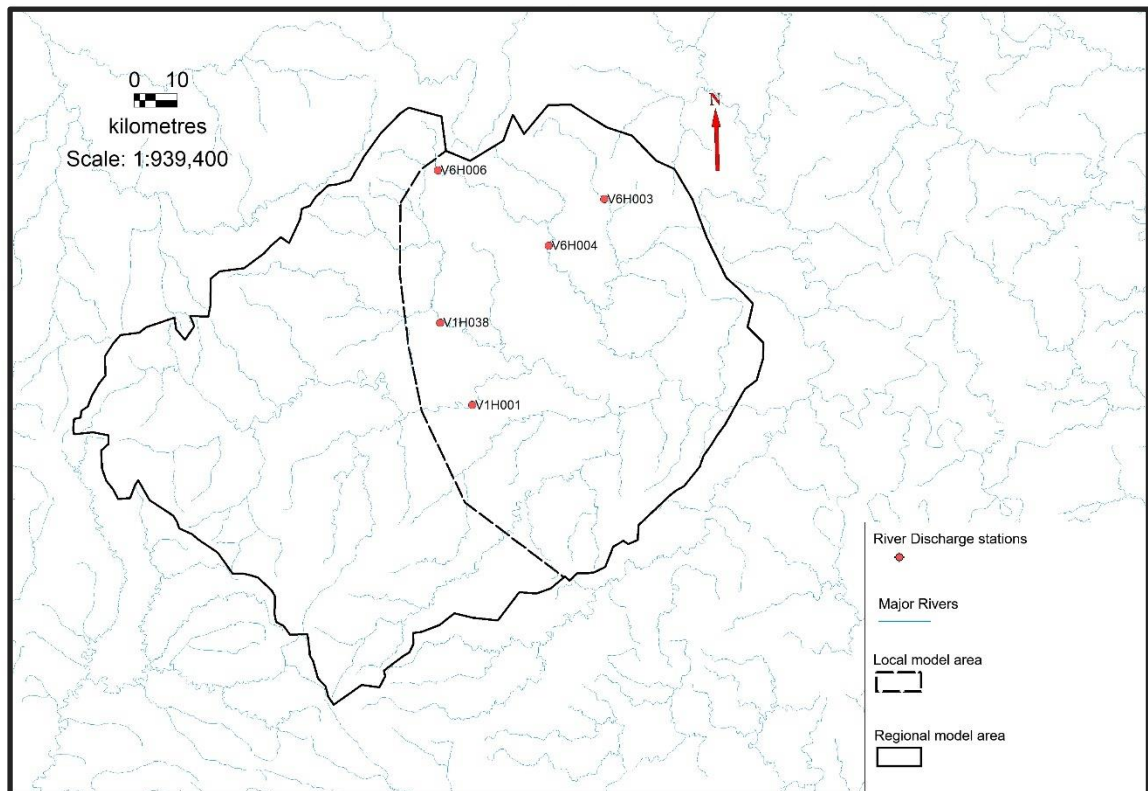 0 10
kilometres
Scale: 1:939,400
N
V6H006
V6H003
V6H004
V1H038
V1H001
River Discharge stations
Major Rivers
Local model area
Regional model area